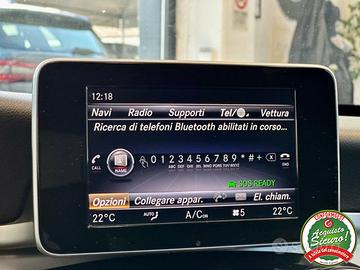 12:18
Navi Radio Supporti Tel/ Vettura
Ricerca di telefoni Bluetooth abilitati in corso...
CALL NAME 0 1 2 3 4 5 6 7 8 9 * # + X END
SOS READY
Opzioni Collegare appar. El. chiam.
22°C AUTO A/C ON 5 22°C
Acquisto Sicuro!